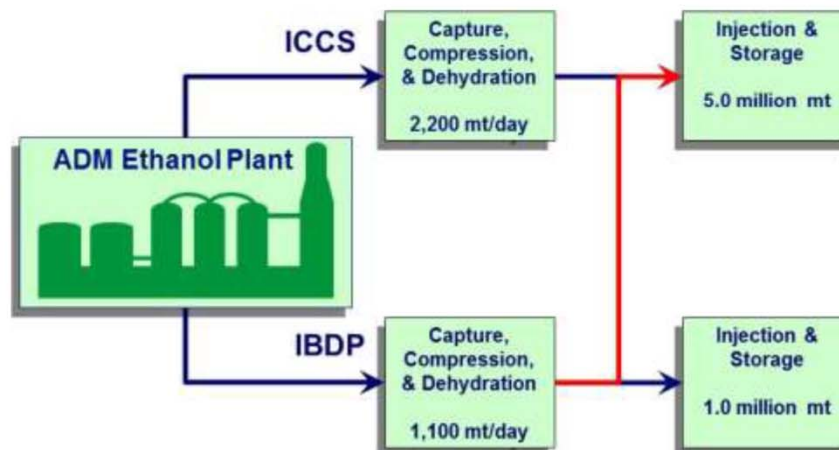 ICCS
Capture,
Compression,
& Dehydration
2,200 mt/day
Injection &
Storage
5.0 million mt
ADM Ethanol Plant
IBDP
Capture,
Compression,
& Dehydration
1,100 mt/day
Injection &
Storage
1.0 million mt